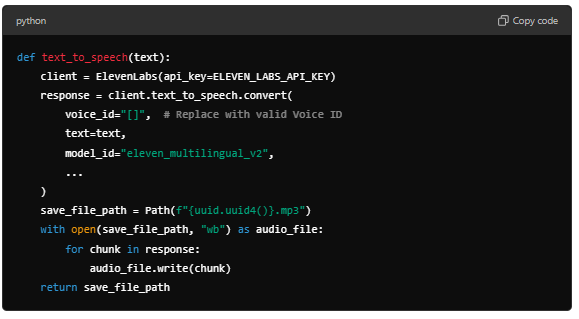 python
Copy code
def text_to_speech(text):
    client = ElevenLabs(api_key=ELEVEN_LABS_API_KEY)
    response = client.text_to_speech.convert(
        voice_id="[]",  # Replace with valid Voice ID
        text=text,
        model_id="eleven_multilingual_v2",
        ...
    )
    save_file_path = Path(f"{uuid.uuid4()}.mp3")
    with open(save_file_path, "wb") as audio_file:
        for chunk in response:
            audio_file.write(chunk)
    return save_file_path